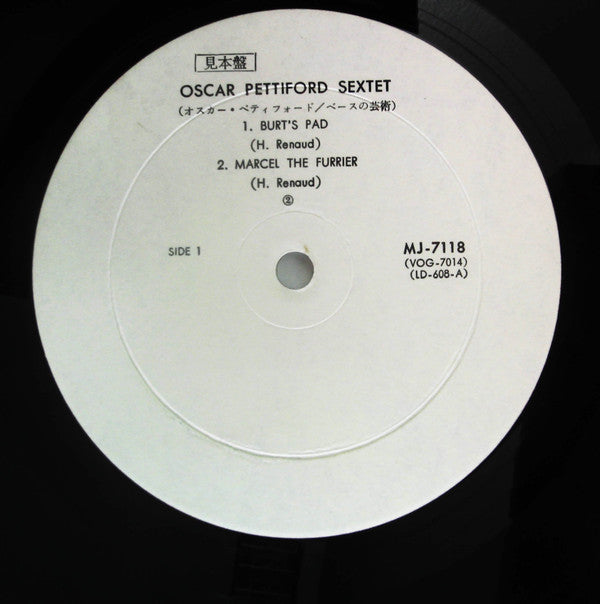 見本盤
OSCAR PETTIFORD SEXTET
(オスカー・ペティフォード/ベースの芸術)
1. BURT'S PAD
(H. Renaud)
2. MARCEL THE FURRIER
(H. Renaud)
②
SIDE 1
MJ-7118
(VOG-7014)
(LD-608-A)